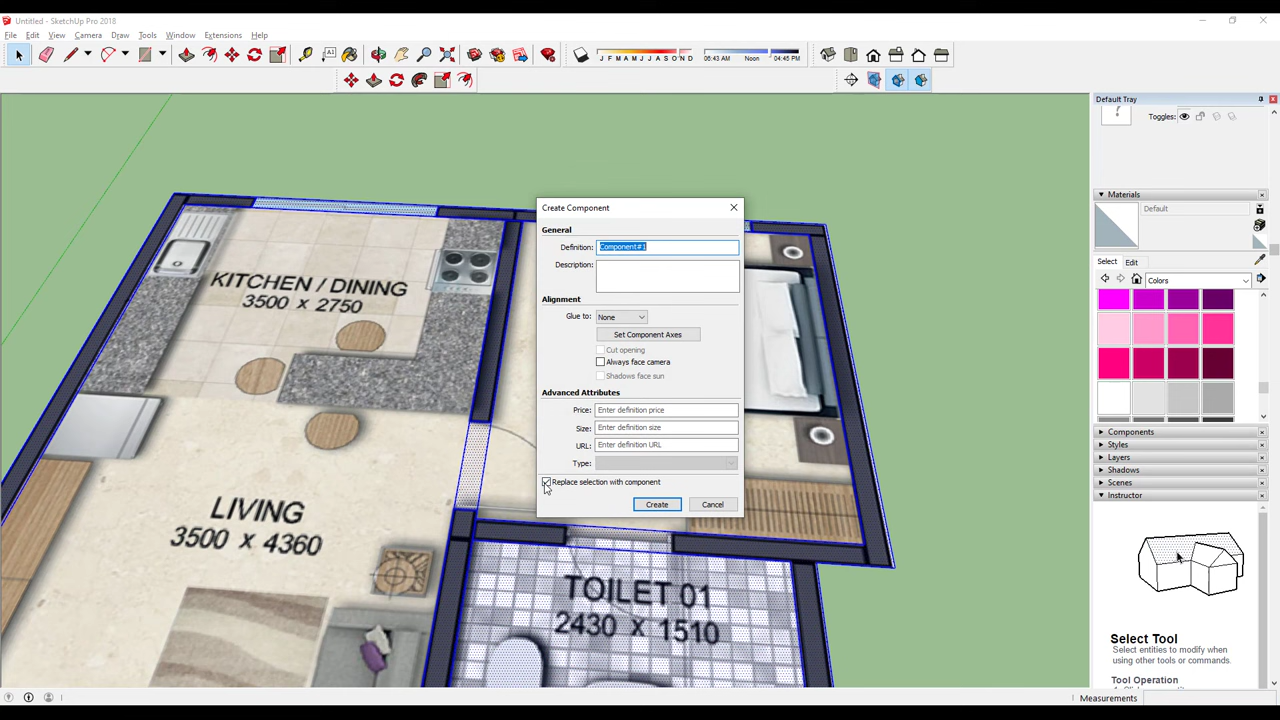 Untitled - SketchUp Pro 2018
File Edit View Camera Draw Tools Window Extensions Help
J F M A M J J A S O N D
06:43 AM Noon 04:45 PM
Default Tray
Toggles:
Materials
Default
Select Edit
Colors
Components
Styles
Layers
Shadows
Scenes
Instructor
Select Tool
Select entities to modify when
using other tools or commands.
Tool Operation
Measurements
Create Component
General
Definition: Component#1
Description:
Alignment
Glue to: None
Set Component Axes
Cut opening
Always face camera
Shadows face sun
Advanced Attributes
Price: Enter definition price
Size: Enter definition size
URL: Enter definition URL
Type:
Replace selection with component
Create Cancel
KITCHEN / DINING
3500 X 2750
LIVING
3500 X 4360
TOILET 01
2430 X 1510